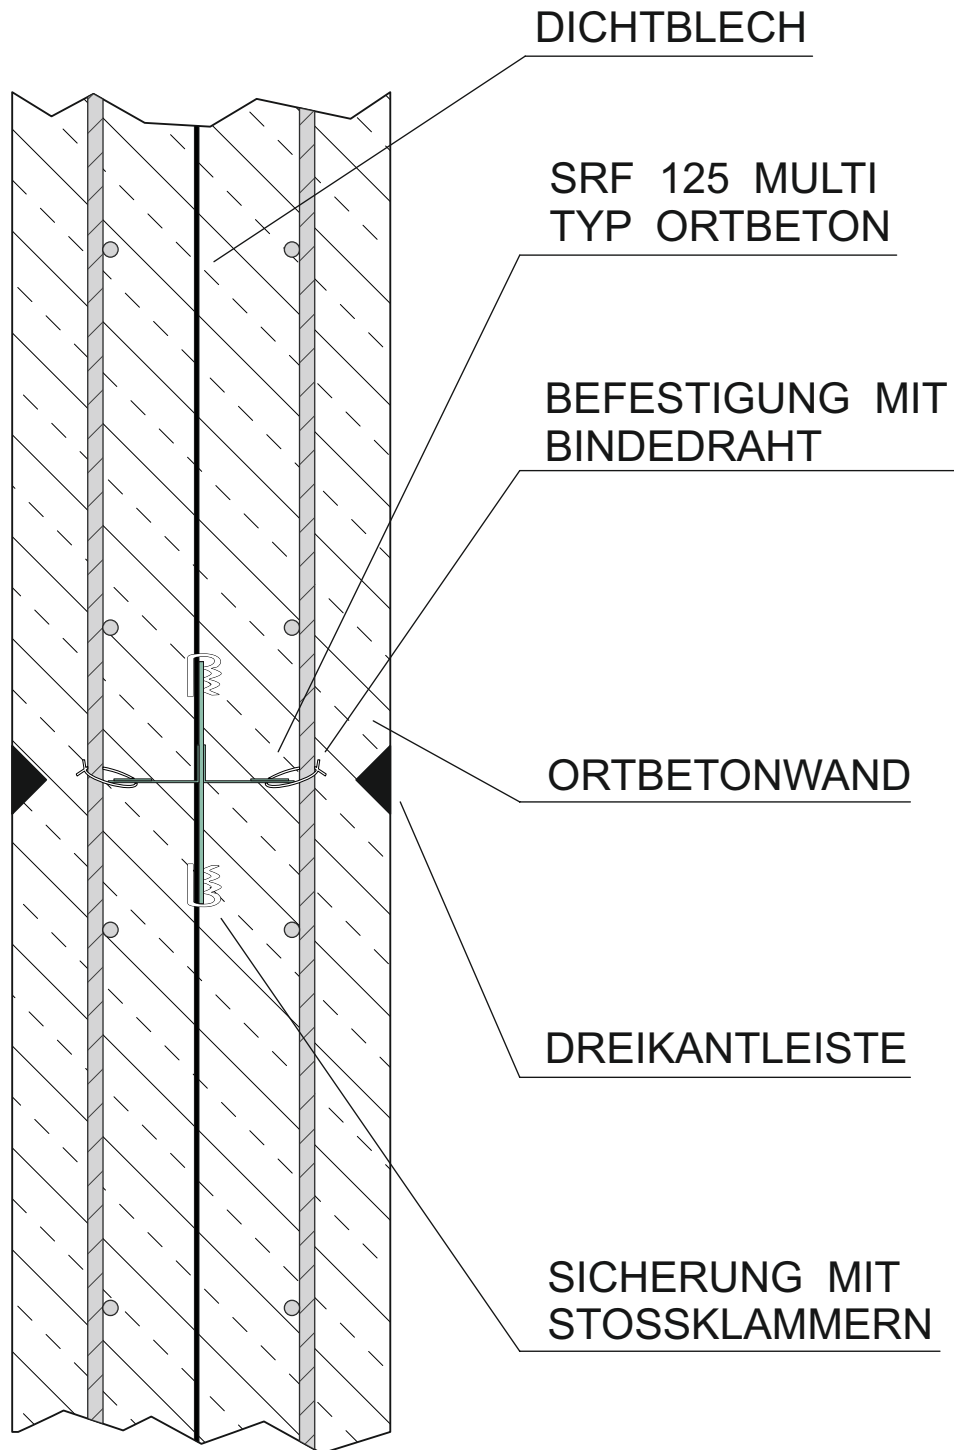 DICHTBLECH
SRF 125 MULTI
TYP ORTBETON
BEFESTIGUNG MIT
BINDEDRAHT
ORTBETONWAND
DREIKANTLEISTE
SICHERUNG MIT
STOSSKLAMMERN